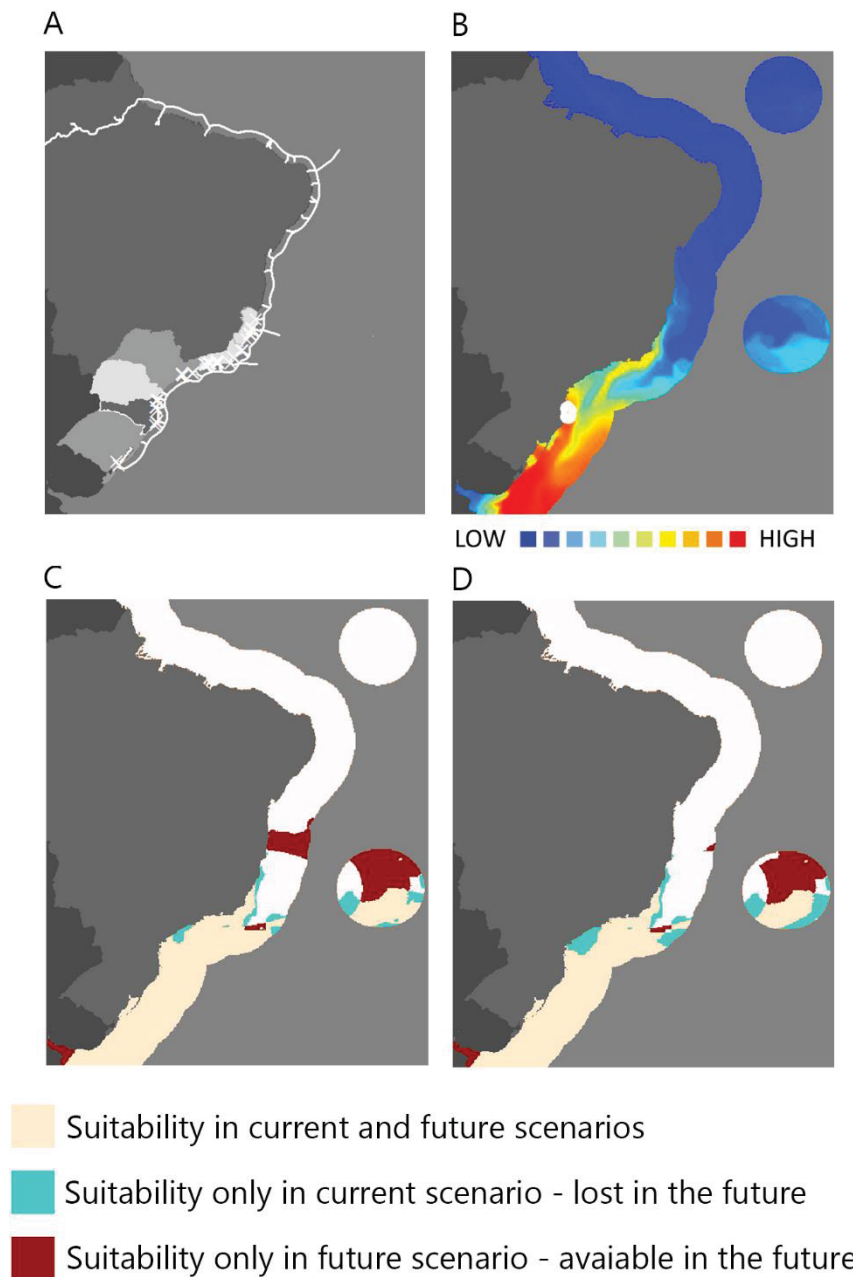 A
B
LOW HIGH
C
D
Suitability in current and future scenarios
Suitability only in current scenario - lost in the future
Suitability only in future scenario - avaiable in the future